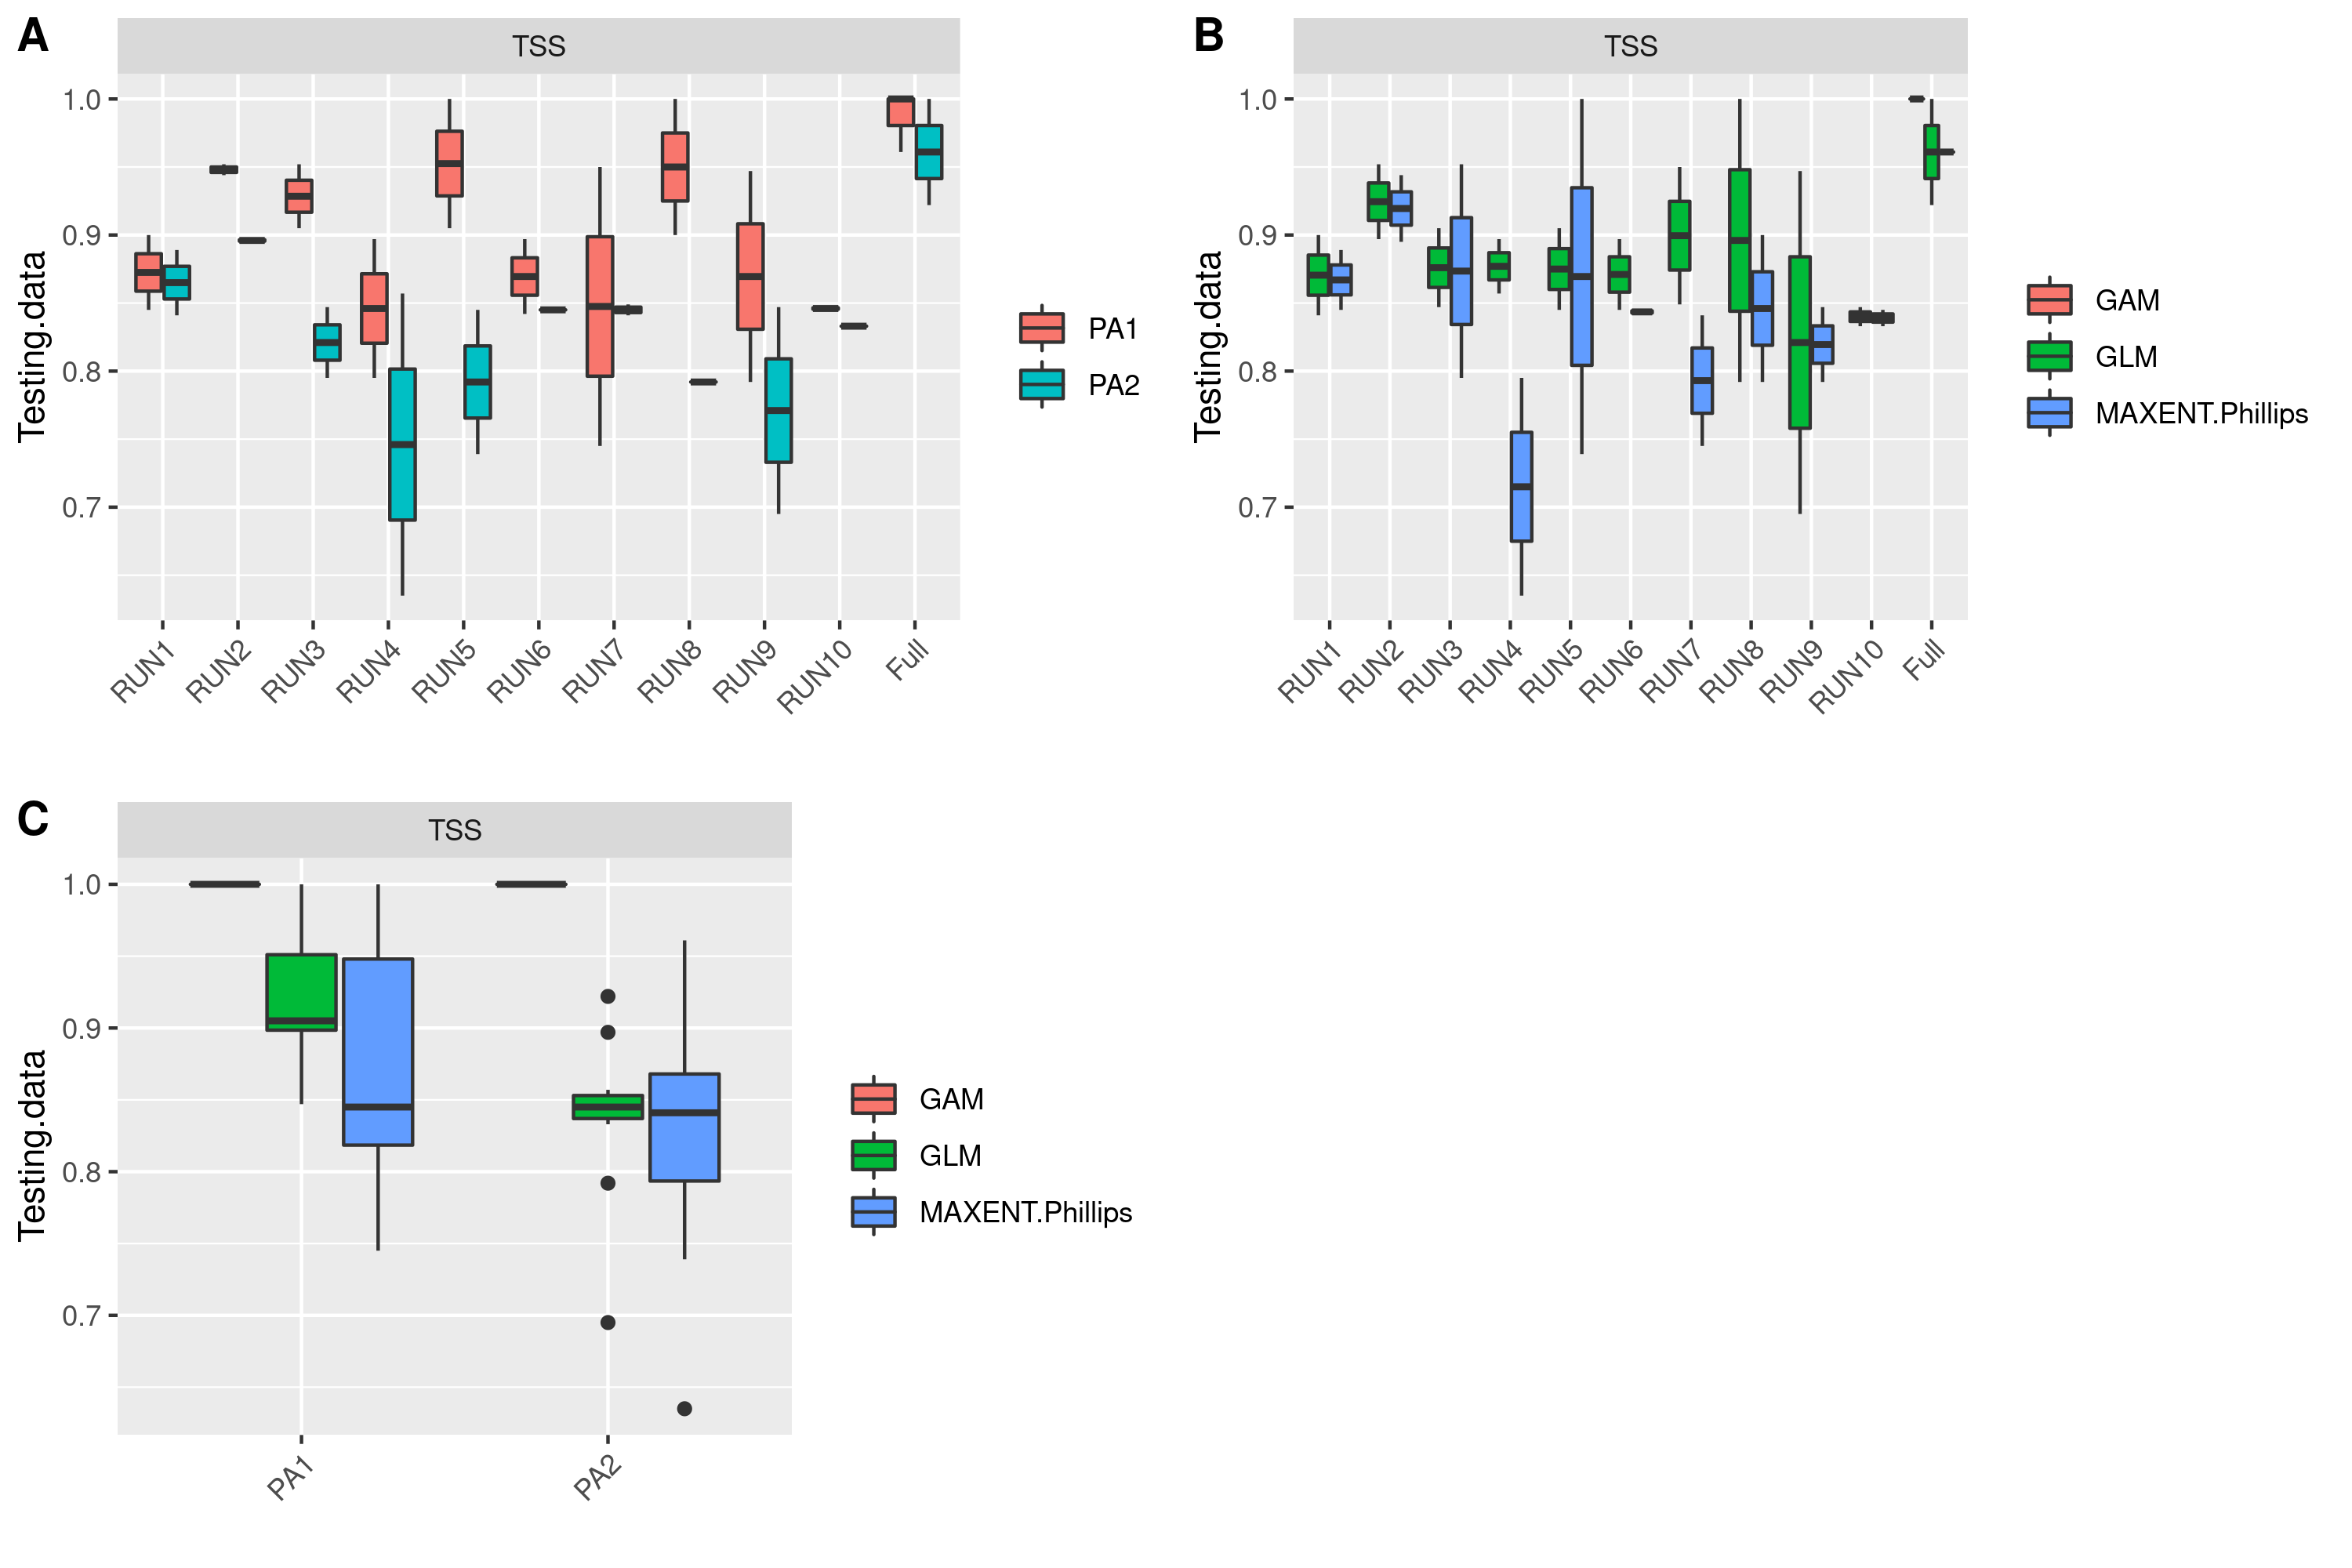 A
TSS
Testing.data
1.0
0.9
0.8
0.7
RUN1
RUN2
RUN3
RUN4
RUN5
RUN6
RUN7
RUN8
RUN9
RUN10
Full
PA1
PA2
B
TSS
Testing.data
1.0
0.9
0.8
0.7
RUN1
RUN2
RUN3
RUN4
RUN5
RUN6
RUN7
RUN8
RUN9
RUN10
Full
GAM
GLM
MAXENT.Phillips
C
TSS
Testing.data
1.0
0.9
0.8
0.7
PA1
PA2
GAM
GLM
MAXENT.Phillips